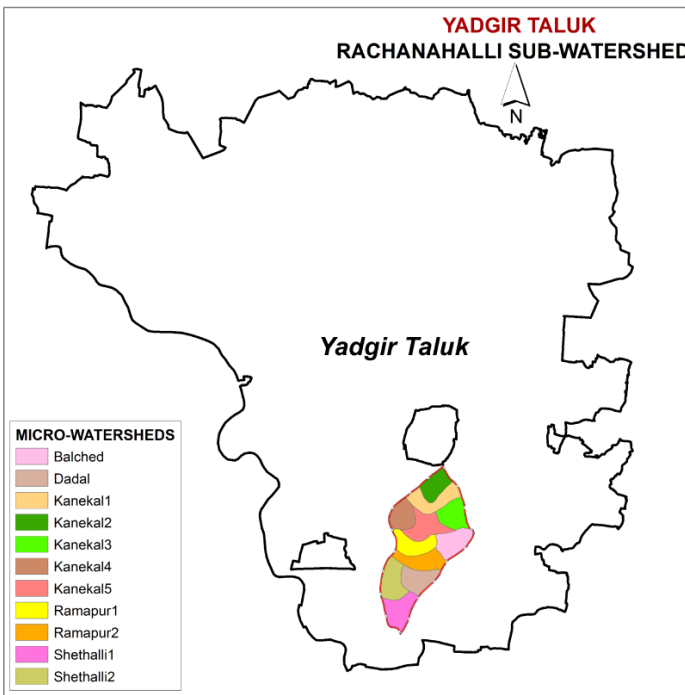 YADGIR TALUK
RACHANAHALLI SUB-WATERSHED
N
Yadgir Taluk
MICRO-WATERSHEDS
Balched
Dadal
Kanekal1
Kanekal2
Kanekal3
Kanekal4
Kanekal5
Ramapur1
Ramapur2
Shethalli1
Shethalli2